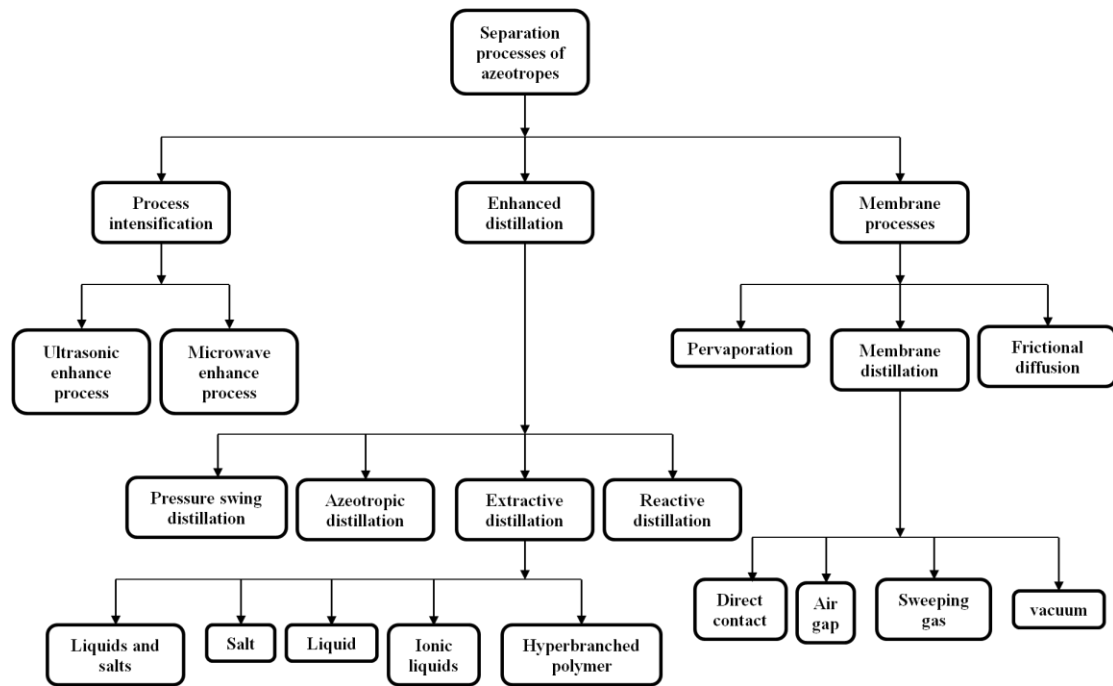 Separation
processes of
azeotropes
Process
intensification
Enhanced
distillation
Membrane
processes
Ultrasonic
enhance
process
Microwave
enhance
process
Pervaporation
Membrane
distillation
Frictional
diffusion
Pressure swing
distillation
Azeotropic
distillation
Extractive
distillation
Reactive
distillation
Direct
contact
Air
gap
Sweeping
gas
vacuum
Liquids and
salts
Salt
Liquid
Ionic
liquids
Hyperbranched
polymer